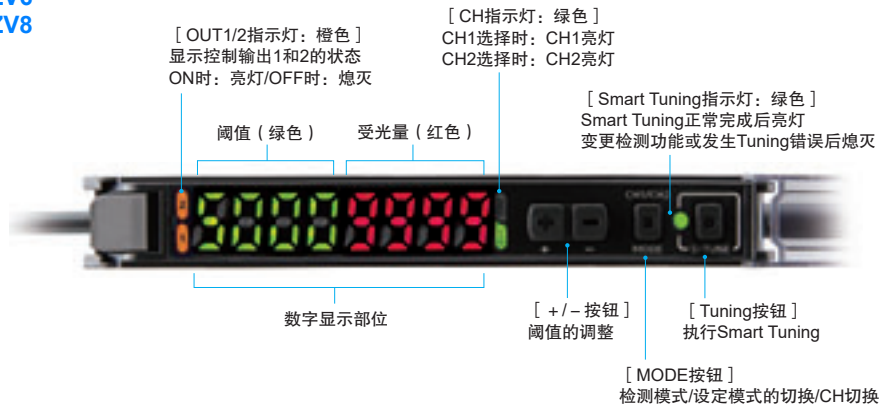 ZV8
[ OUT1/2指示灯：橙色 ]
显示控制输出1和2的状态
ON时：亮灯/OFF时：熄灭
[ CH指示灯：绿色 ]
CH1选择时：CH1亮灯
CH2选择时：CH2亮灯
[ Smart Tuning指示灯：绿色 ]
Smart Tuning正常完成后亮灯
变更检测功能或发生Tuning错误后熄灭
阈值（绿色）
受光量（红色）
CH1/CH2
5000 9999
+ −
MODE
S-TUNE
数字显示部位
[ +/− 按钮 ]
阈值的调整
[ Tuning按钮 ]
执行Smart Tuning
[ MODE按钮 ]
检测模式/设定模式的切换/CH切换